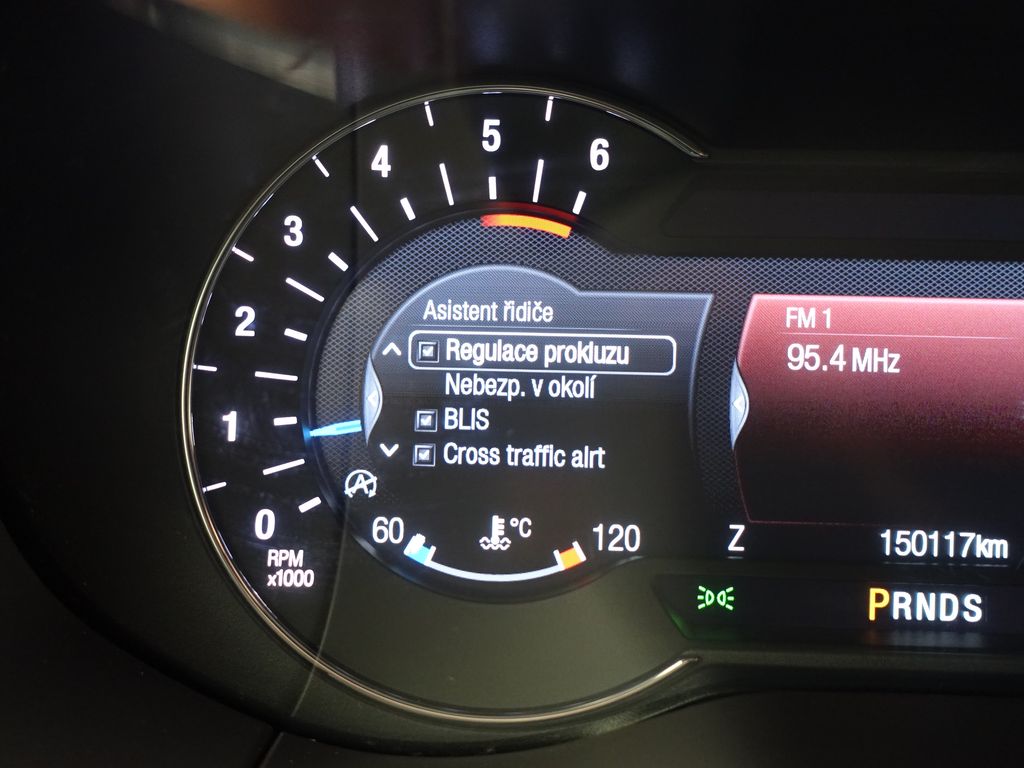 6
5
4
3
2
1
0
RPM
x1000
Asistent řidiče
Regulace prokluzu
Nebezp. v okolí
BLIS
Cross traffic alrt
60 °C 120
FM 1
95.4 MHz
Z 150117km
PRNDS